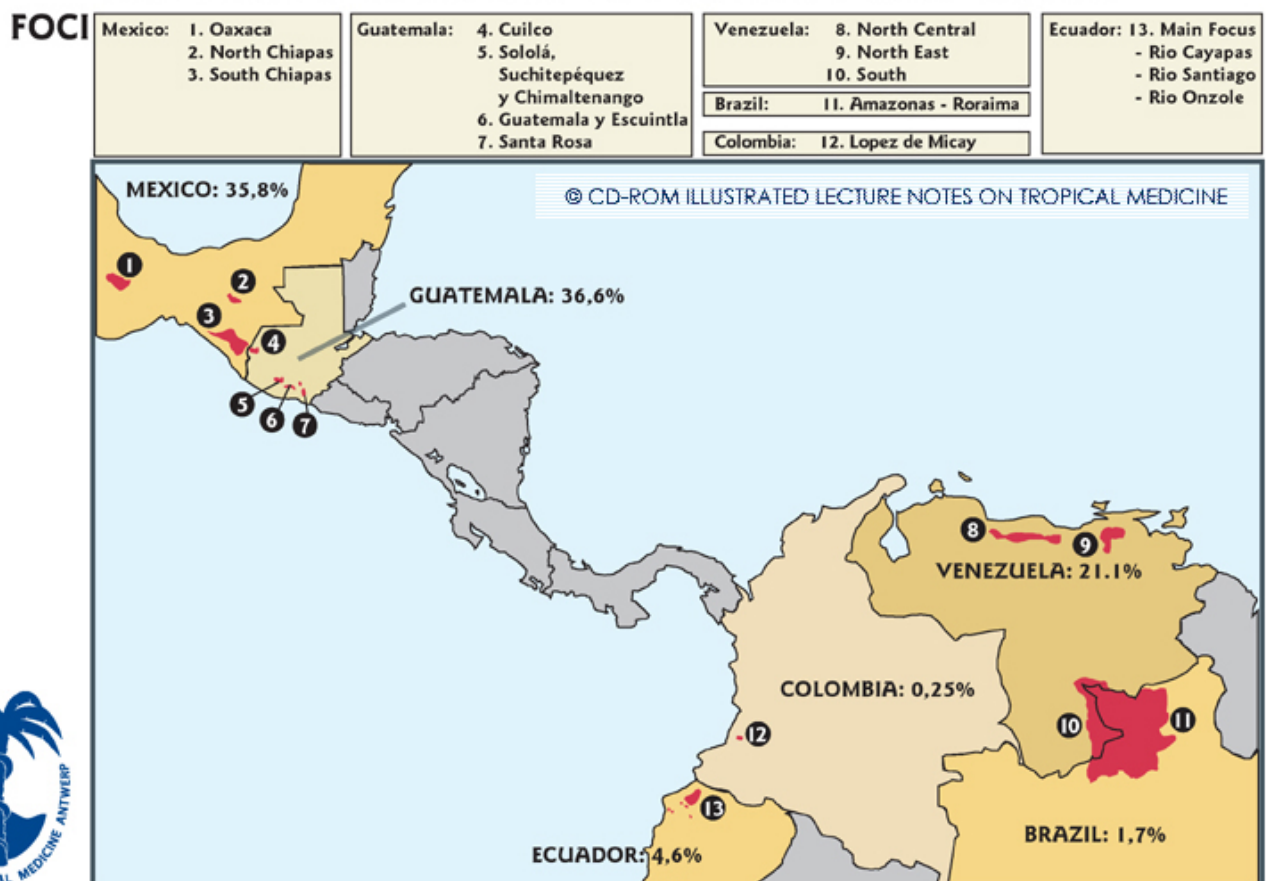 FOCI
Mexico: 1. Oaxaca
2. North Chiapas
3. South Chiapas
Guatemala: 4. Cuilco
5. Sololá,
Suchitepéquez
y Chimaltenango
6. Guatemala y Escuintla
7. Santa Rosa
Venezuela: 8. North Central
9. North East
10. South
Brazil: 11. Amazonas - Roraima
Colombia: 12. Lopez de Micay
Ecuador: 13. Main Focus
- Rio Cayapas
- Rio Santiago
- Rio Onzole
MEXICO: 35,8%
© CD-ROM ILLUSTRATED LECTURE NOTES ON TROPICAL MEDICINE
1
2
GUATEMALA: 36,6%
3
4
5
6
7
8
9
VENEZUELA: 21.1%
COLOMBIA: 0,25%
10
11
12
13
BRAZIL: 1,7%
ECUADOR: 4,6%
MEDICINE ANTWERP